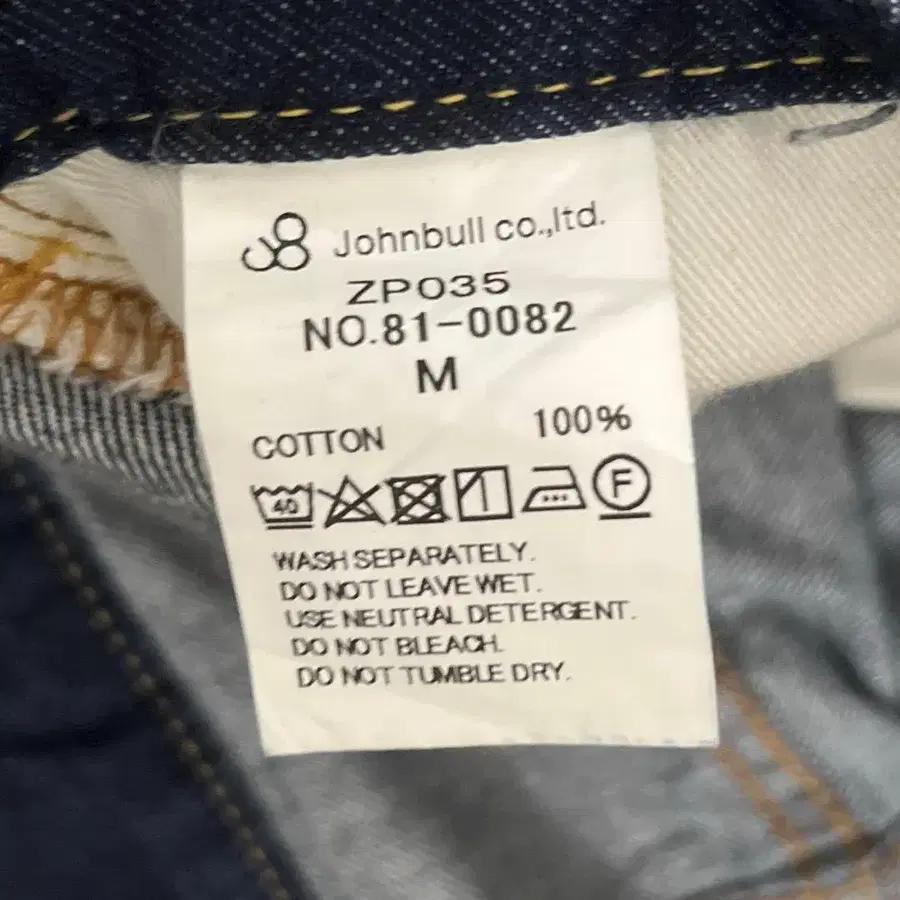 Johnbull co.,ltd.
ZP035
NO.81-0082
M
COTTON 100%
40 F
WASH SEPARATELY.
DO NOT LEAVE WET.
USE NEUTRAL DETERGENT.
DO NOT BLEACH.
DO NOT TUMBLE DRY.